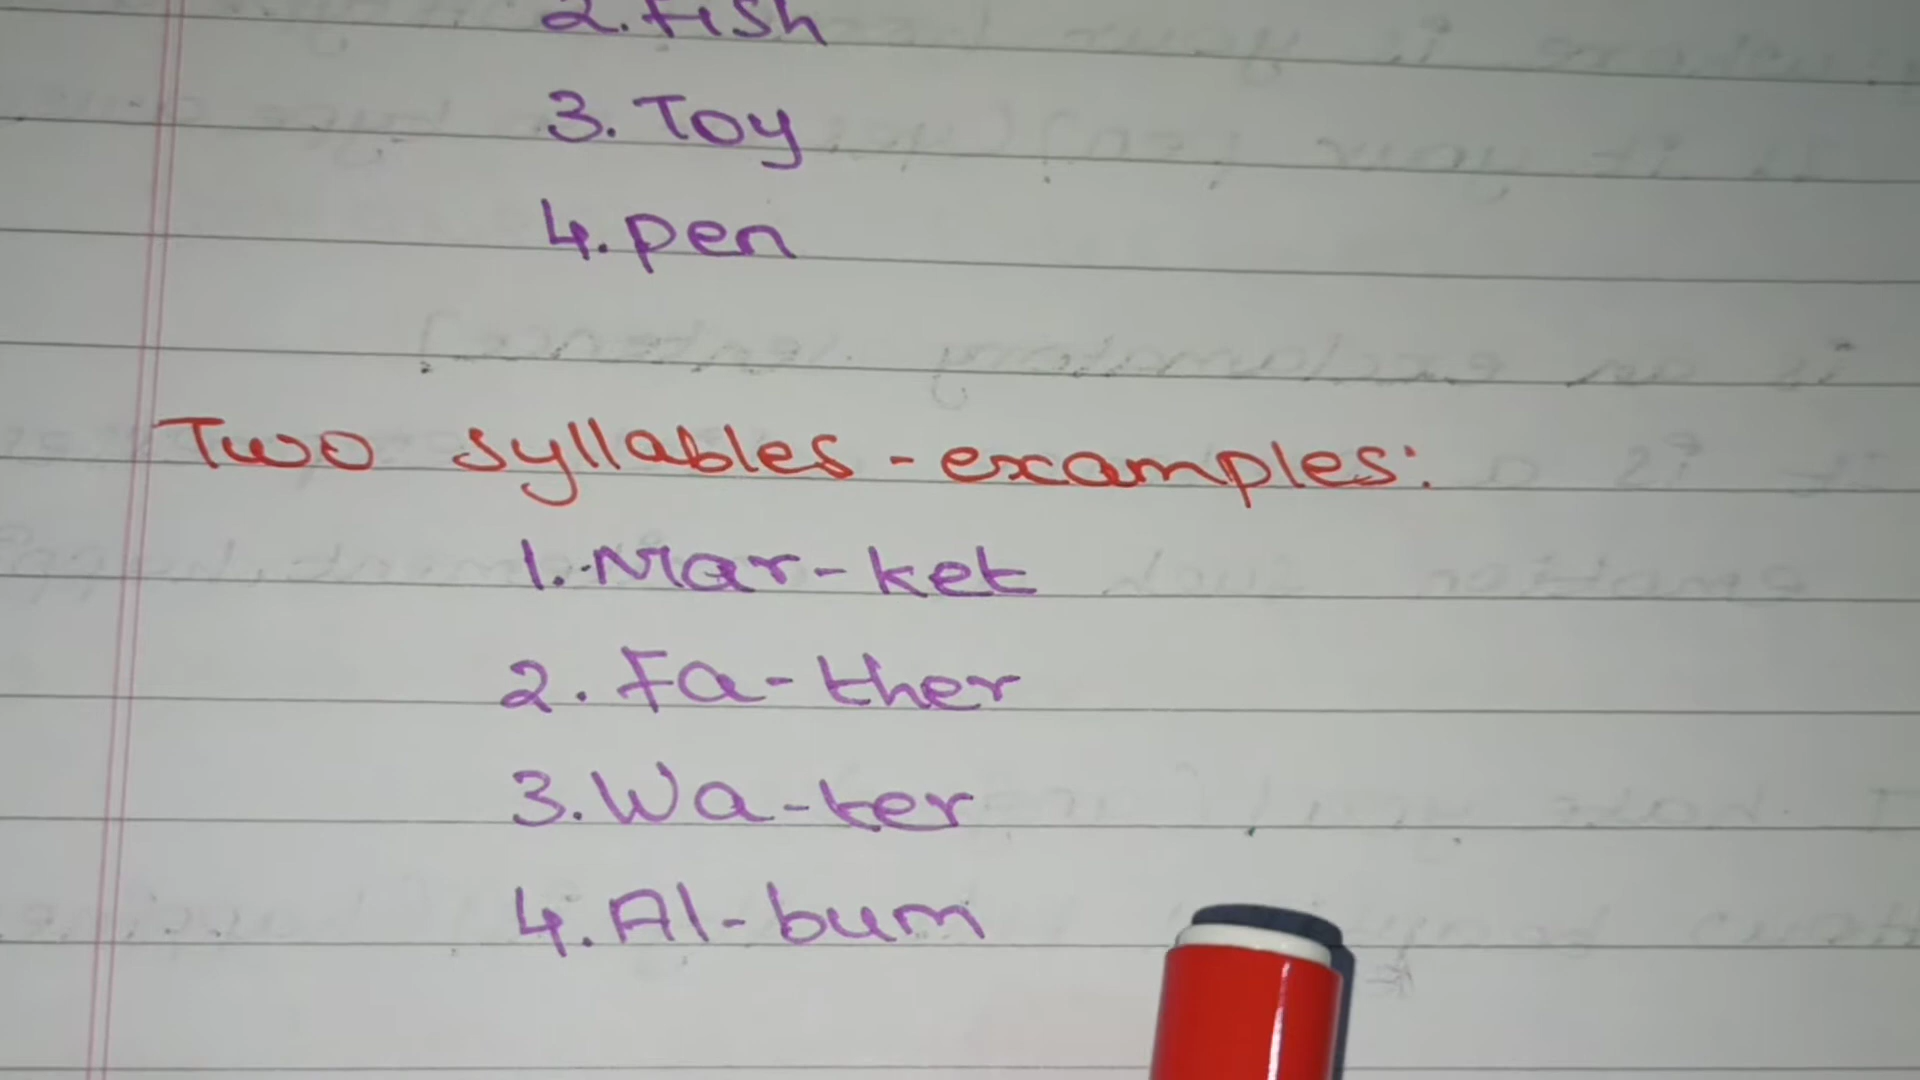 2. Fish
3. Toy
4. pen
Two syllables - examples:
1. Mar - ket
2. Fa - ther
3. Wa - ter
4. Al - bum